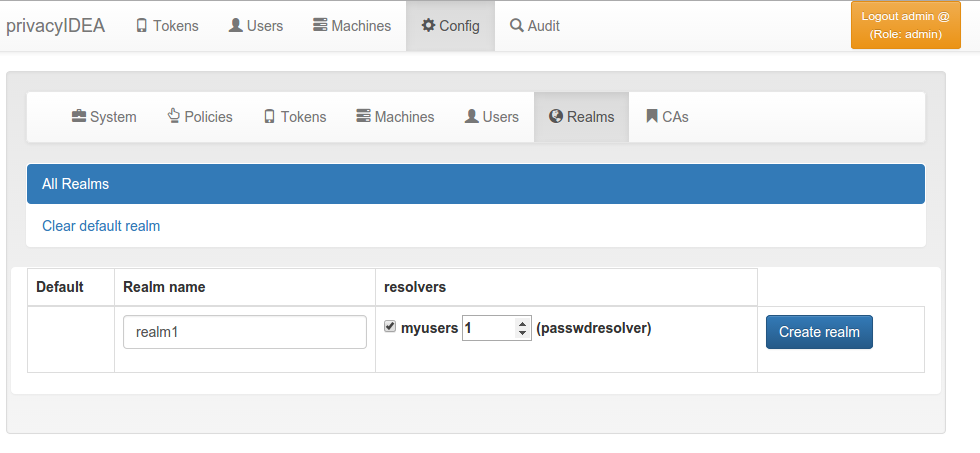 privacyIDEA Tokens Users Machines Config Audit Logout admin @
(Role: admin)
System Policies Tokens Machines Users Realms CAs
All Realms
Clear default realm
Default Realm name resolvers
realm1 myusers 1 (passwdresolver) Create realm